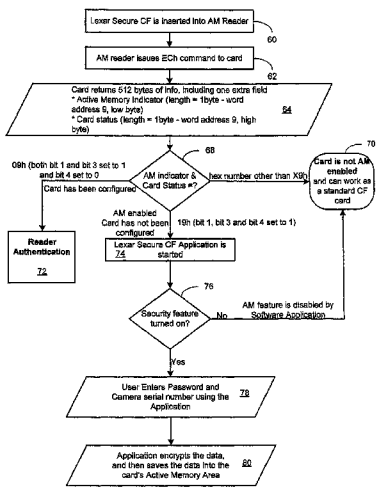 Lexar Secure CF is inserted into AM Reader
60
AM reader issues ECh command to card
62
Card returns 512 bytes of info, including one extra field
* Active Memory Indicator (length = 1byte - word
address 9, low byte)
* Card status (length = 1byte - word address 9, high
byte)
64
68
70
09h (both bit 1 and bit 3 set to 1
and bit 4 set to 0
Card has been configured
AM indicator &
Card Status =?
hex number other than X9h
Card is not AM
enabled
and can work as
a standard CF
card
AM enabled
Card has not been
configured
19h (bit 1, bit 3 and bit 4 set to 1)
Reader
Authentication
72
Lexar Secure CF Application is
74 started
76
Security feature
turned on?
No
AM feature is disabled by
Software Application
Yes
User Enters Password and
Camera serial number using the
Application
78
Application encrypts the data,
and then saves the data into the
card's Active Memory Area
80